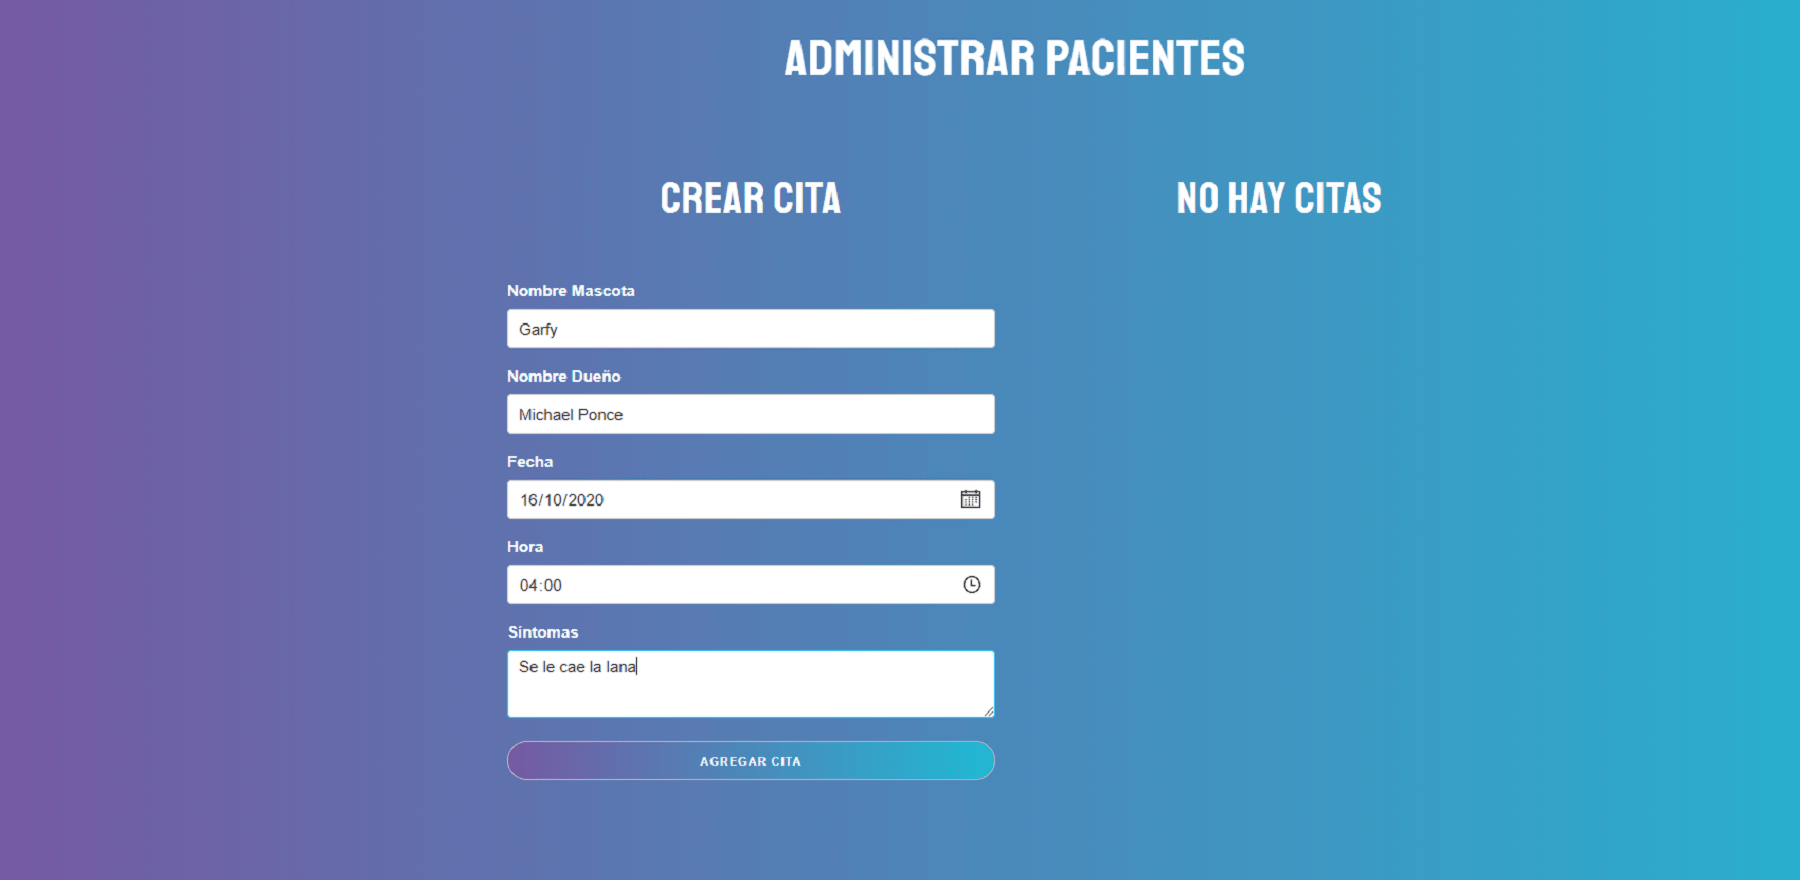 ADMINISTRAR PACIENTES
CREAR CITA
NO HAY CITAS
Nombre Mascota
Garfy
Nombre Dueño
Michael Ponce
Fecha
16/10/2020
Hora
04:00
Síntomas
Se le cae la lana
AGREGAR CITA